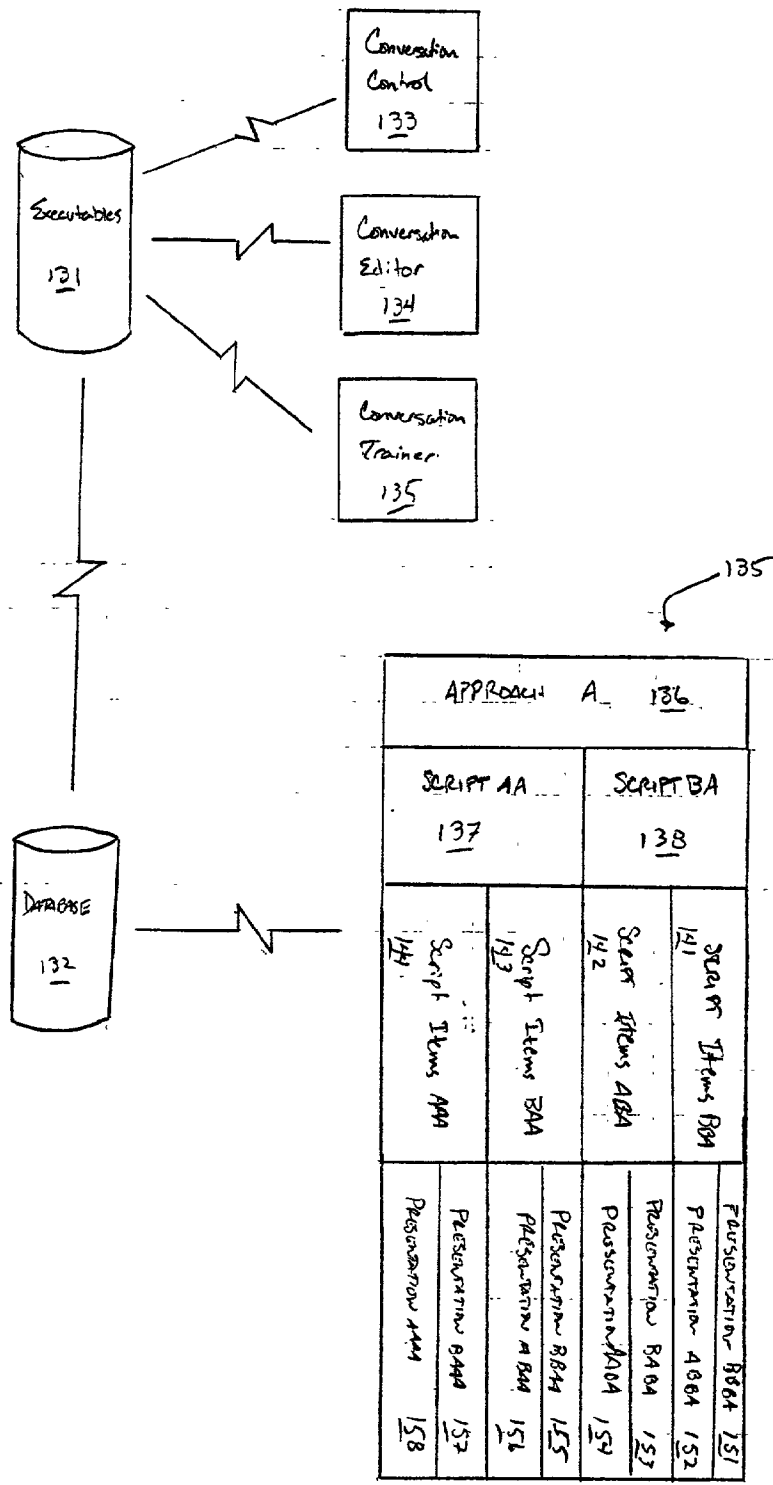 Conversation
Control
133
Executables
131
Conversation
Editor
134
Conversation
Trainer
135
135
APPROACH A 136
SCRIPT AA
137
SCRIPT BA
138
DATABASE
132
Script Items AAA
144
Script Items BAA
143
Script Items ABA
142
SCRIPT Items BBA
141
PRESENTATION AAAA 158
PRESENTATION BAAA 157
PRESENTATION ABAA 156
PRESENTATION BBAA 155
PRESENTATION AABA 154
PRESENTATION BABA 153
PRESENTATION ABBA 152
PRESENTATION BBBA 151